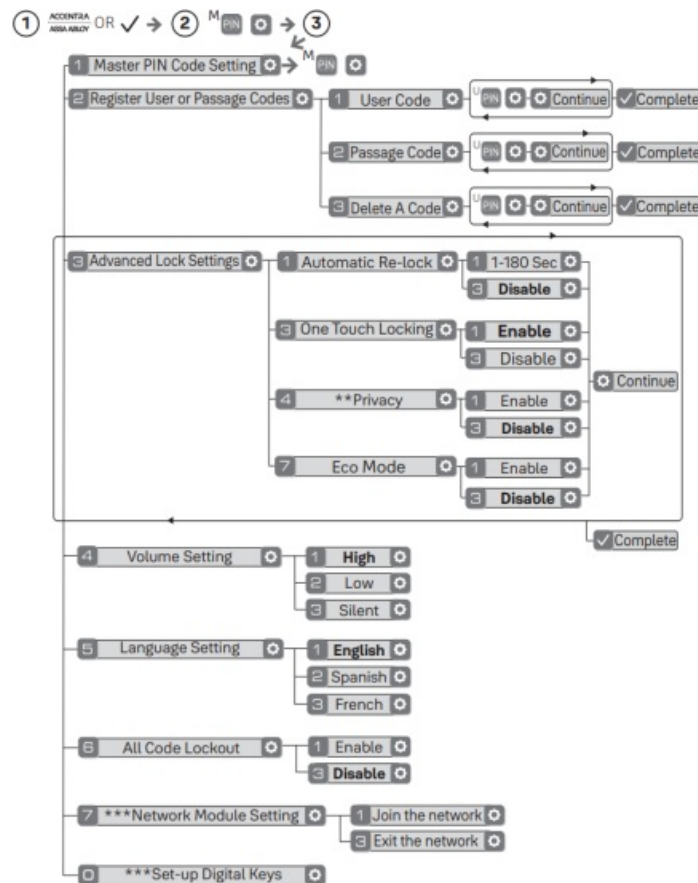 1 ACCENTRA ASSA ABLOY OR ✓ → 2 M PIN → 3
1 Master PIN Code Setting → M PIN
2 Register User or Passage Codes 1 User Code U PIN Continue ✓ Complete
2 Passage Code U PIN Continue ✓ Complete
3 Delete A Code U PIN Continue ✓ Complete
3 Advanced Lock Settings 1 Automatic Re-lock 1 1-180 Sec
3 Disable
3 One Touch Locking 1 Enable
3 Disable
Continue
4 **Privacy 1 Enable
3 Disable
7 Eco Mode 1 Enable
3 Disable
✓ Complete
4 Volume Setting 1 High
2 Low
3 Silent
5 Language Setting 1 English
2 Spanish
3 French
6 All Code Lockout 1 Enable
3 Disable
7 ***Network Module Setting 1 Join the network
3 Exit the network
0 ***Set-up Digital Keys